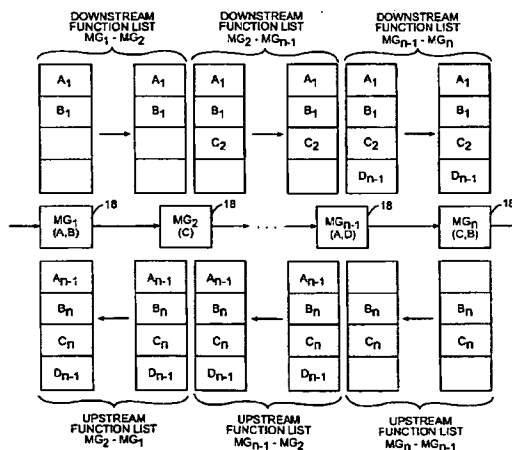 DOWNSTREAM
FUNCTION LIST
MG1 - MG2
DOWNSTREAM
FUNCTION LIST
MG2 - MGn-1
DOWNSTREAM
FUNCTION LIST
MGn-1 - MGn
A1 A1 A1 A1 A1 A1
B1 B1 B1 B1 B1 B1
C2 C2 C2 C2
Dn-1 Dn-1
MG1 (A,B) 18
MG2 (C) 18
. . .
MGn-1 (A,D) 18
MGn (C,B) 18
An-1 An-1 An-1 An-1
Bn Bn Bn Bn Bn Bn
Cn Cn Cn Cn Cn Cn
Dn-1 Dn-1 Dn-1 Dn-1
UPSTREAM
FUNCTION LIST
MG2 - MG1
UPSTREAM
FUNCTION LIST
MGn-1 - MG2
UPSTREAM
FUNCTION LIST
MGn - MGn-1